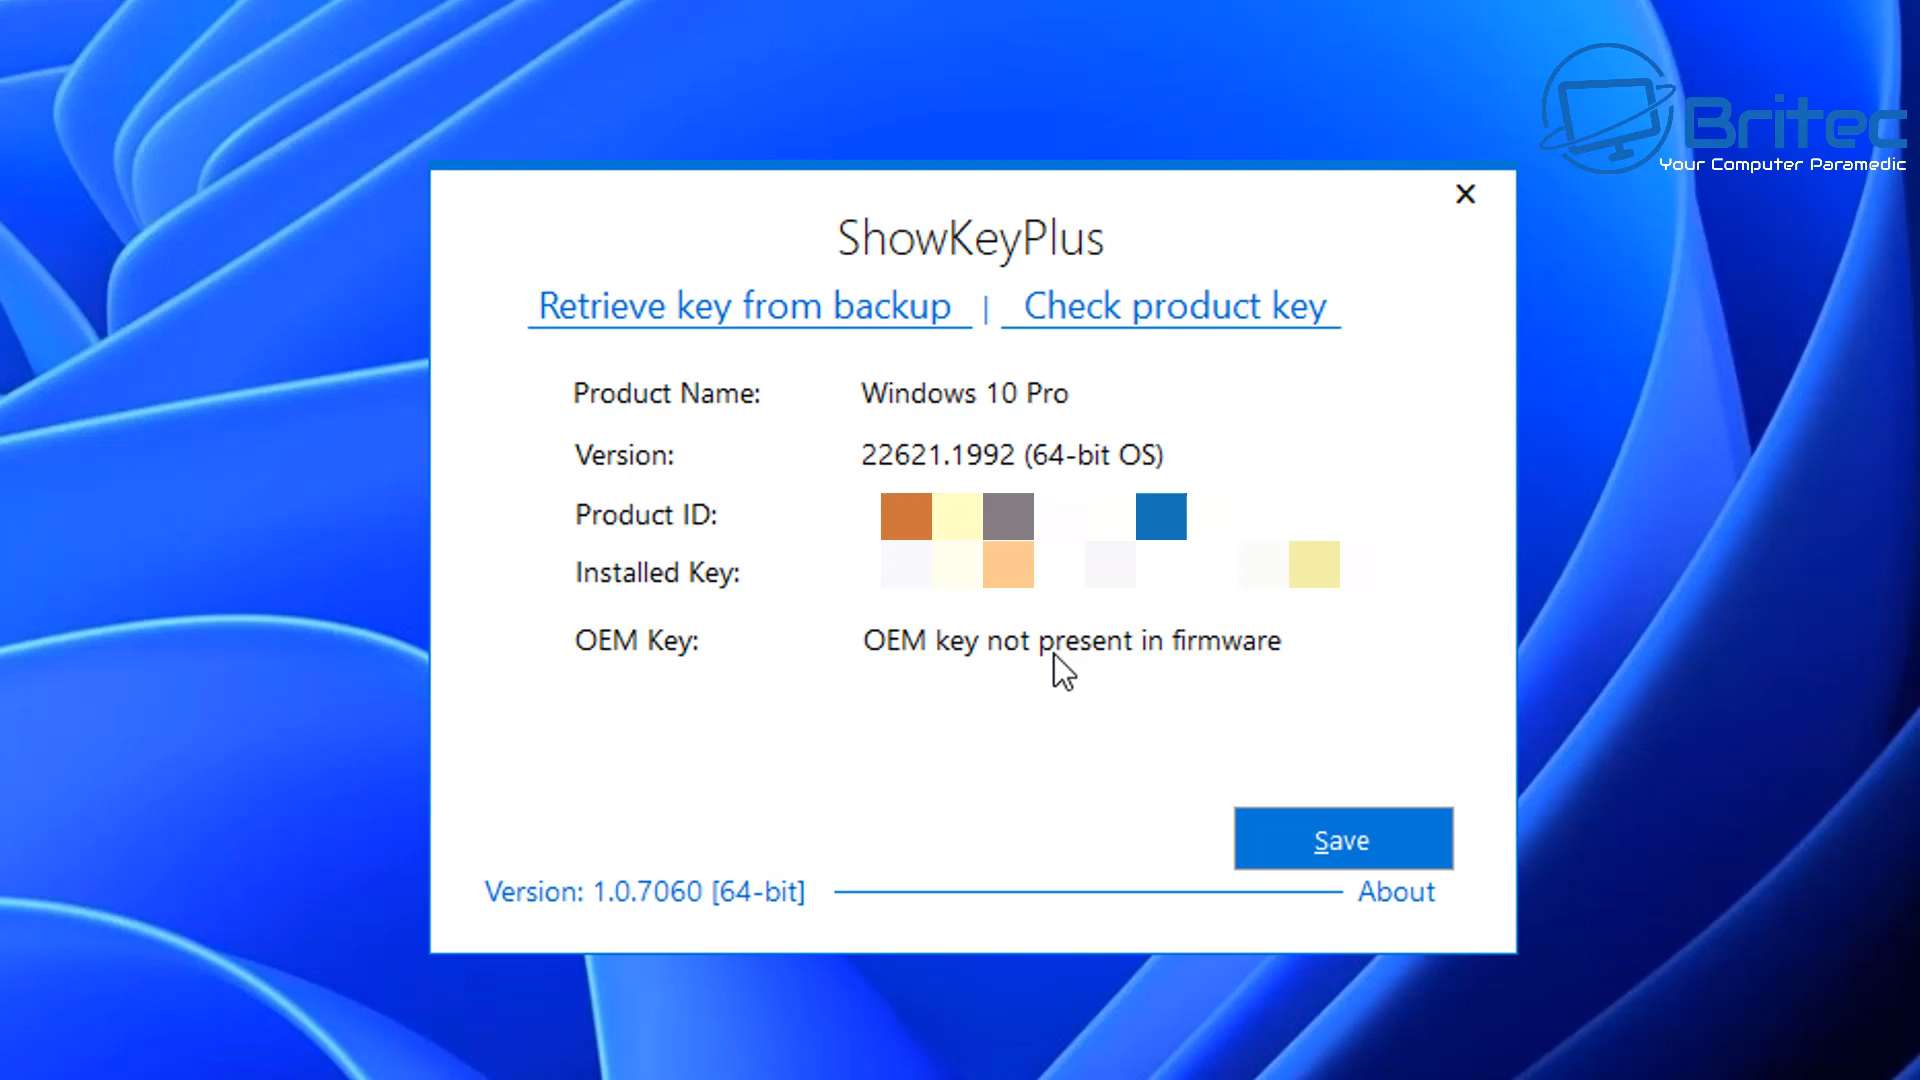 Britec
Your Computer Paramedic
ShowKeyPlus
Retrieve key from backup | Check product key
Product Name: Windows 10 Pro
Version: 22621.1992 (64-bit OS)
Product ID:
Installed Key:
OEM Key: OEM key not present in firmware
Save
Version: 1.0.7060 [64-bit] About